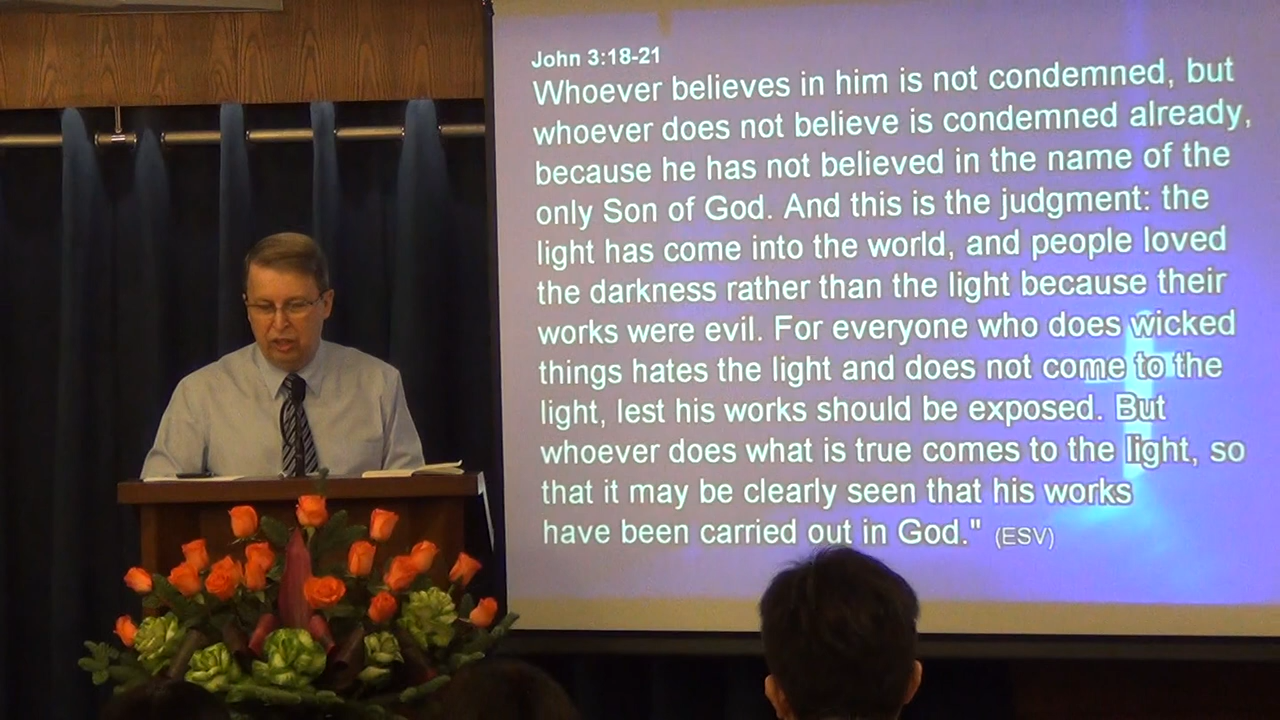 John 3:18-21
Whoever believes in him is not condemned, but
whoever does not believe is condemned already,
because he has not believed in the name of the
only Son of God. And this is the judgment: the
light has come into the world, and people loved
the darkness rather than the light because their
works were evil. For everyone who does wicked
things hates the light and does not come to the
light, lest his works should be exposed. But
whoever does what is true comes to the light, so
that it may be clearly seen that his works
have been carried out in God." (ESV)